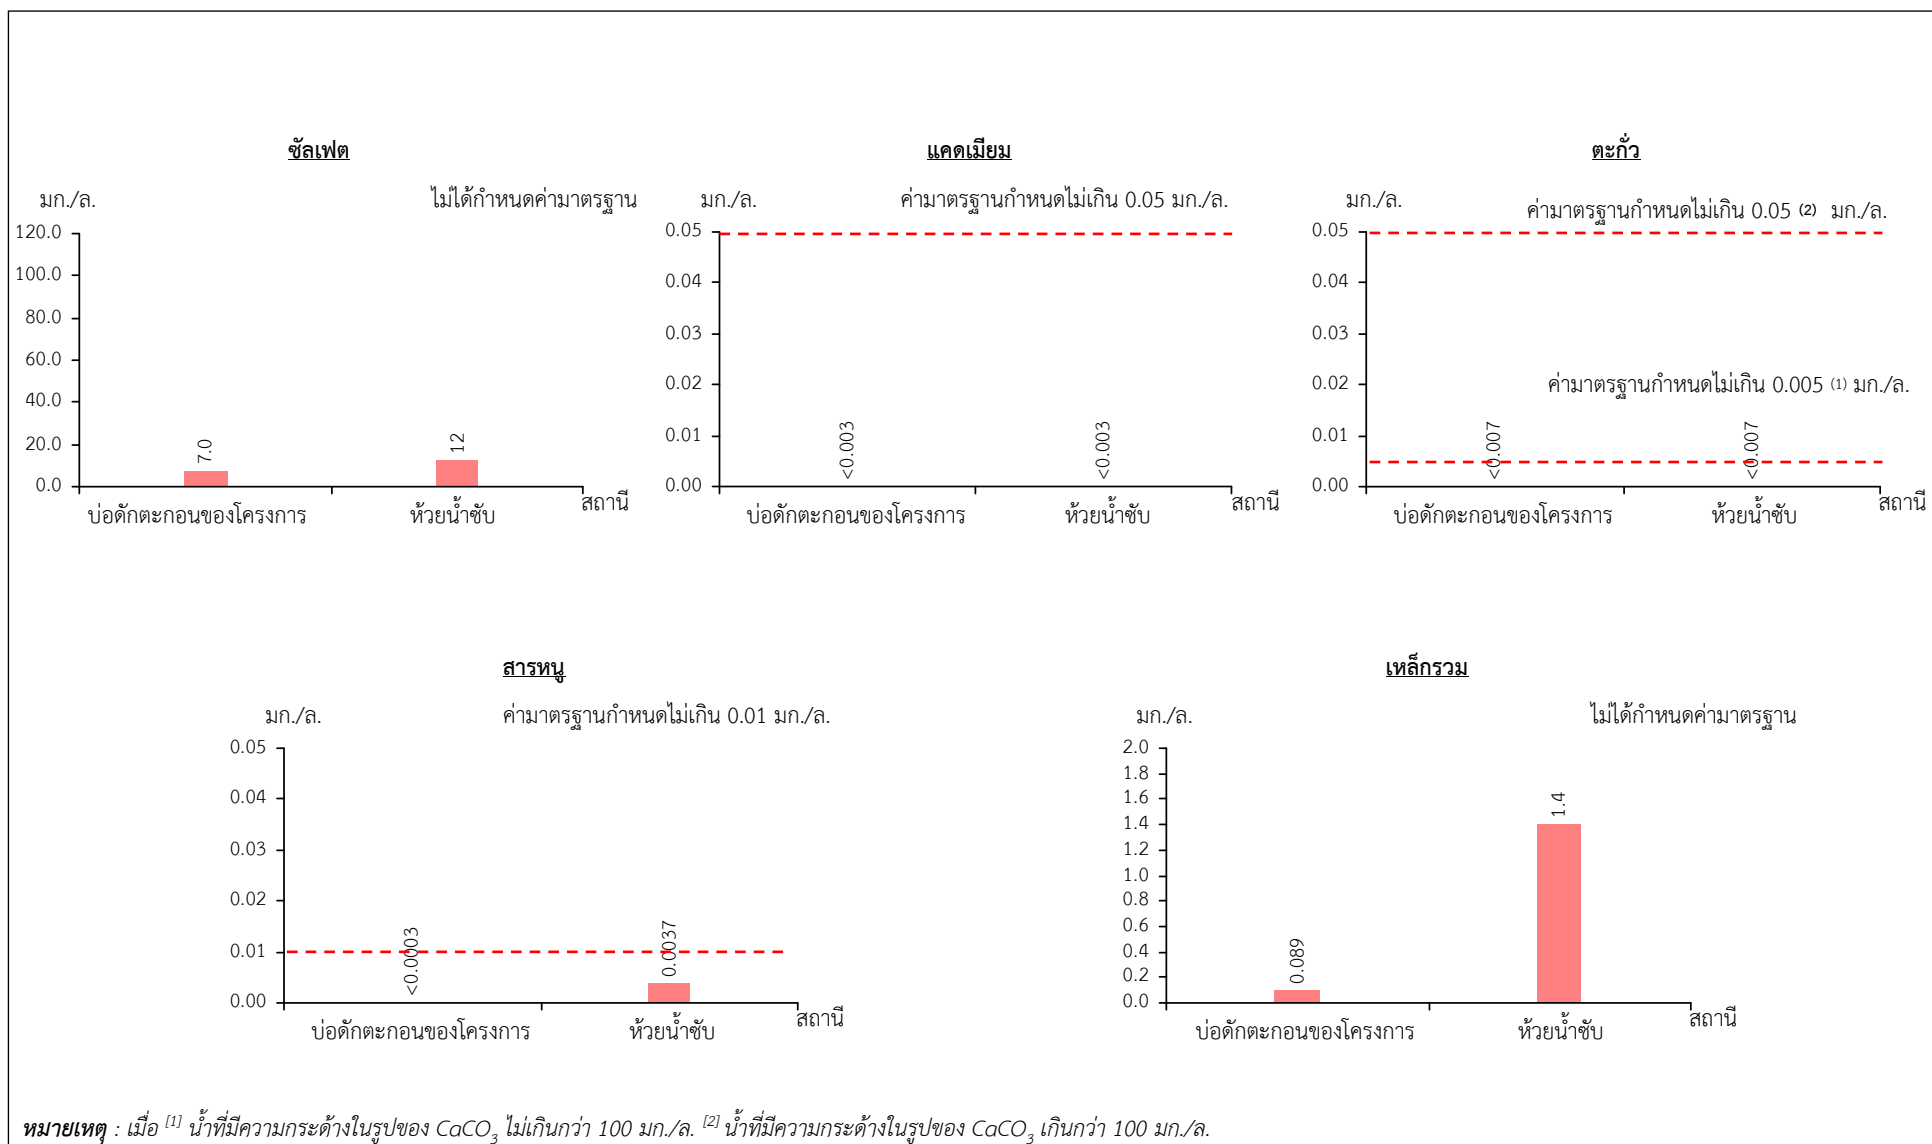 ซัลเฟต
มก./ล. ไม่ได้กำหนดค่ามาตรฐาน
120.0
100.0
80.0
60.0
40.0
20.0
0.0
7.0
12
บ่อดักตะกอนของโครงการ ห้วยน้ำซับ สถานี
แคดเมียม
มก./ล. ค่ามาตรฐานกำหนดไม่เกิน 0.05 มก./ล.
0.05
0.04
0.03
0.02
0.01
0.00
<0.003
<0.003
บ่อดักตะกอนของโครงการ ห้วยน้ำซับ สถานี
ตะกั่ว
มก./ล. ค่ามาตรฐานกำหนดไม่เกิน 0.05 (2) มก./ล.
0.05
0.04
0.03
0.02
0.01
0.00
ค่ามาตรฐานกำหนดไม่เกิน 0.005 (1) มก./ล.
<0.007
<0.007
บ่อดักตะกอนของโครงการ ห้วยน้ำซับ สถานี
สารหนู
มก./ล. ค่ามาตรฐานกำหนดไม่เกิน 0.01 มก./ล.
0.05
0.04
0.03
0.02
0.01
0.00
<0.0003
0.0037
บ่อดักตะกอนของโครงการ ห้วยน้ำซับ สถานี
เหล็กรวม
มก./ล. ไม่ได้กำหนดค่ามาตรฐาน
2.0
1.8
1.6
1.4
1.2
1.0
0.8
0.6
0.4
0.2
0.0
0.089
1.4
บ่อดักตะกอนของโครงการ ห้วยน้ำซับ สถานี
หมายเหตุ : เมื่อ [1] น้ำที่มีความกระด้างในรูปของ CaCO3 ไม่เกินกว่า 100 มก./ล. [2] น้ำที่มีความกระด้างในรูปของ CaCO3 เกินกว่า 100 มก./ล.